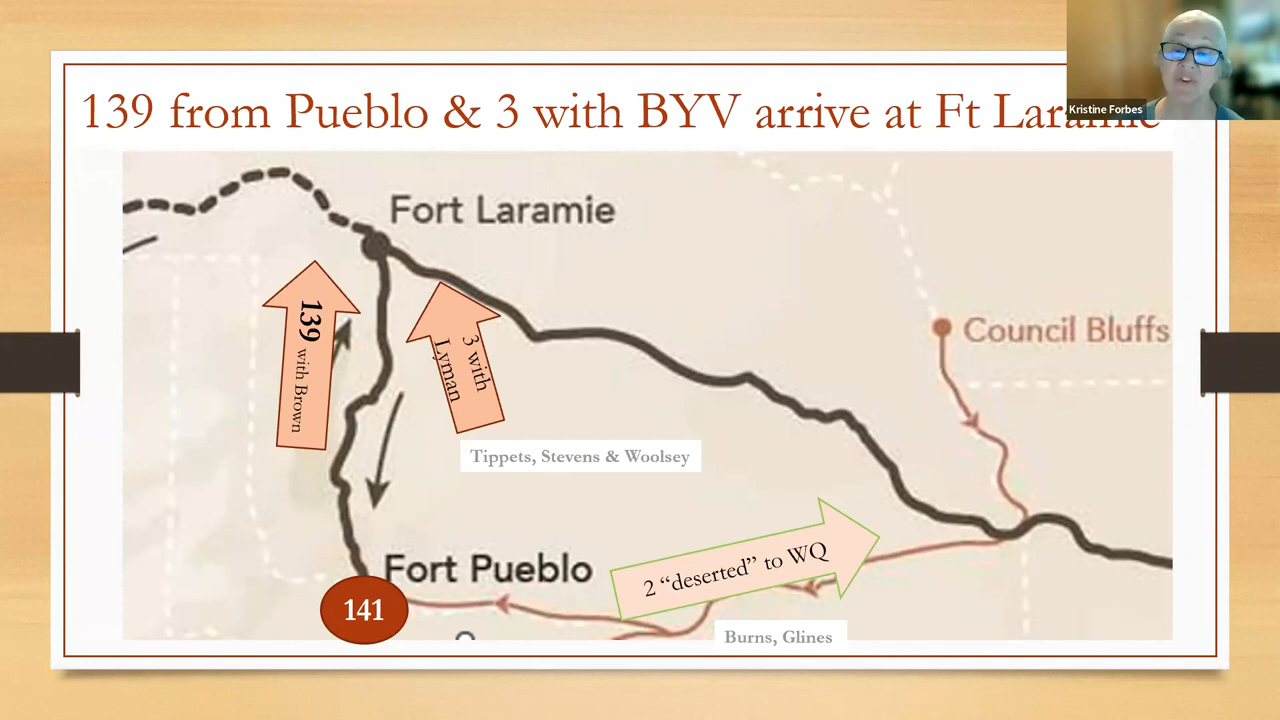 139 from Pueblo & 3 with BYV arrive at Ft Laramie
Kristine Forbes
Fort Laramie
139 with Brown
3 with
Lyman
Council Bluffs
Tippets, Stevens & Woolsey
2 “deserted” to WQ
Fort Pueblo
141
Burns, Glines